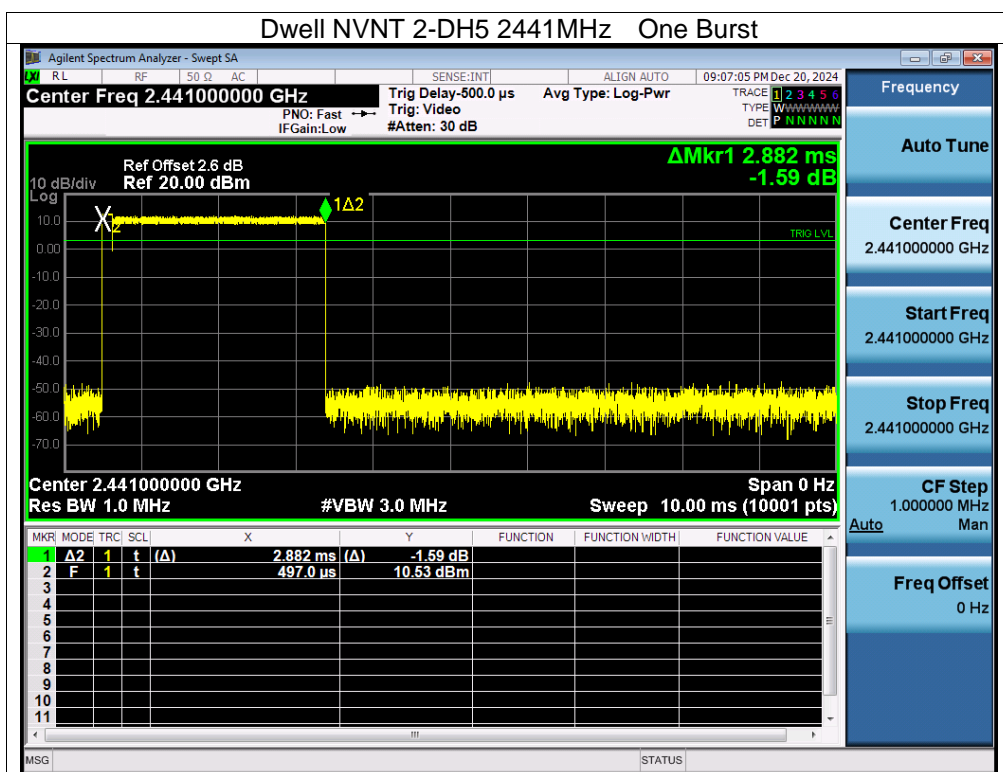 Dwell NVNT 2-DH5 2441MHz One Burst
Agilent Spectrum Analyzer - Swept SA
LXI RL RF 50 Ω AC SENSE:INT ALIGN AUTO 09:07:05 PM Dec 20, 2024
Center Freq 2.441000000 GHz
PNO: Fast
IFGain:Low
Trig Delay-500.0 µs
Trig: Video
#Atten: 30 dB
Avg Type: Log-Pwr
TRACE 1 2 3 4 5 6
TYPE WWWWWWW
DET P N N N N N
Frequency
Auto Tune
Center Freq
2.441000000 GHz
Start Freq
2.441000000 GHz
Stop Freq
2.441000000 GHz
CF Step
1.000000 MHz
Auto Man
Freq Offset
0 Hz
ΔMkr1 2.882 ms
-1.59 dB
Ref Offset 2.6 dB
10 dB/div Ref 20.00 dBm
Log
10.0
0.00
-10.0
-20.0
-30.0
-40.0
-50.0
-60.0
-70.0
X2
1Δ2
TRIG LVL
Center 2.441000000 GHz Span 0 Hz
Res BW 1.0 MHz #VBW 3.0 MHz Sweep 10.00 ms (10001 pts)
MKR MODE TRC SCL X Y FUNCTION FUNCTION WIDTH FUNCTION VALUE
1 Δ2 1 t (Δ) 2.882 ms (Δ) -1.59 dB
2 F 1 t 497.0 µs 10.53 dBm
3
4
5
6
7
8
9
10
11
MSG STATUS